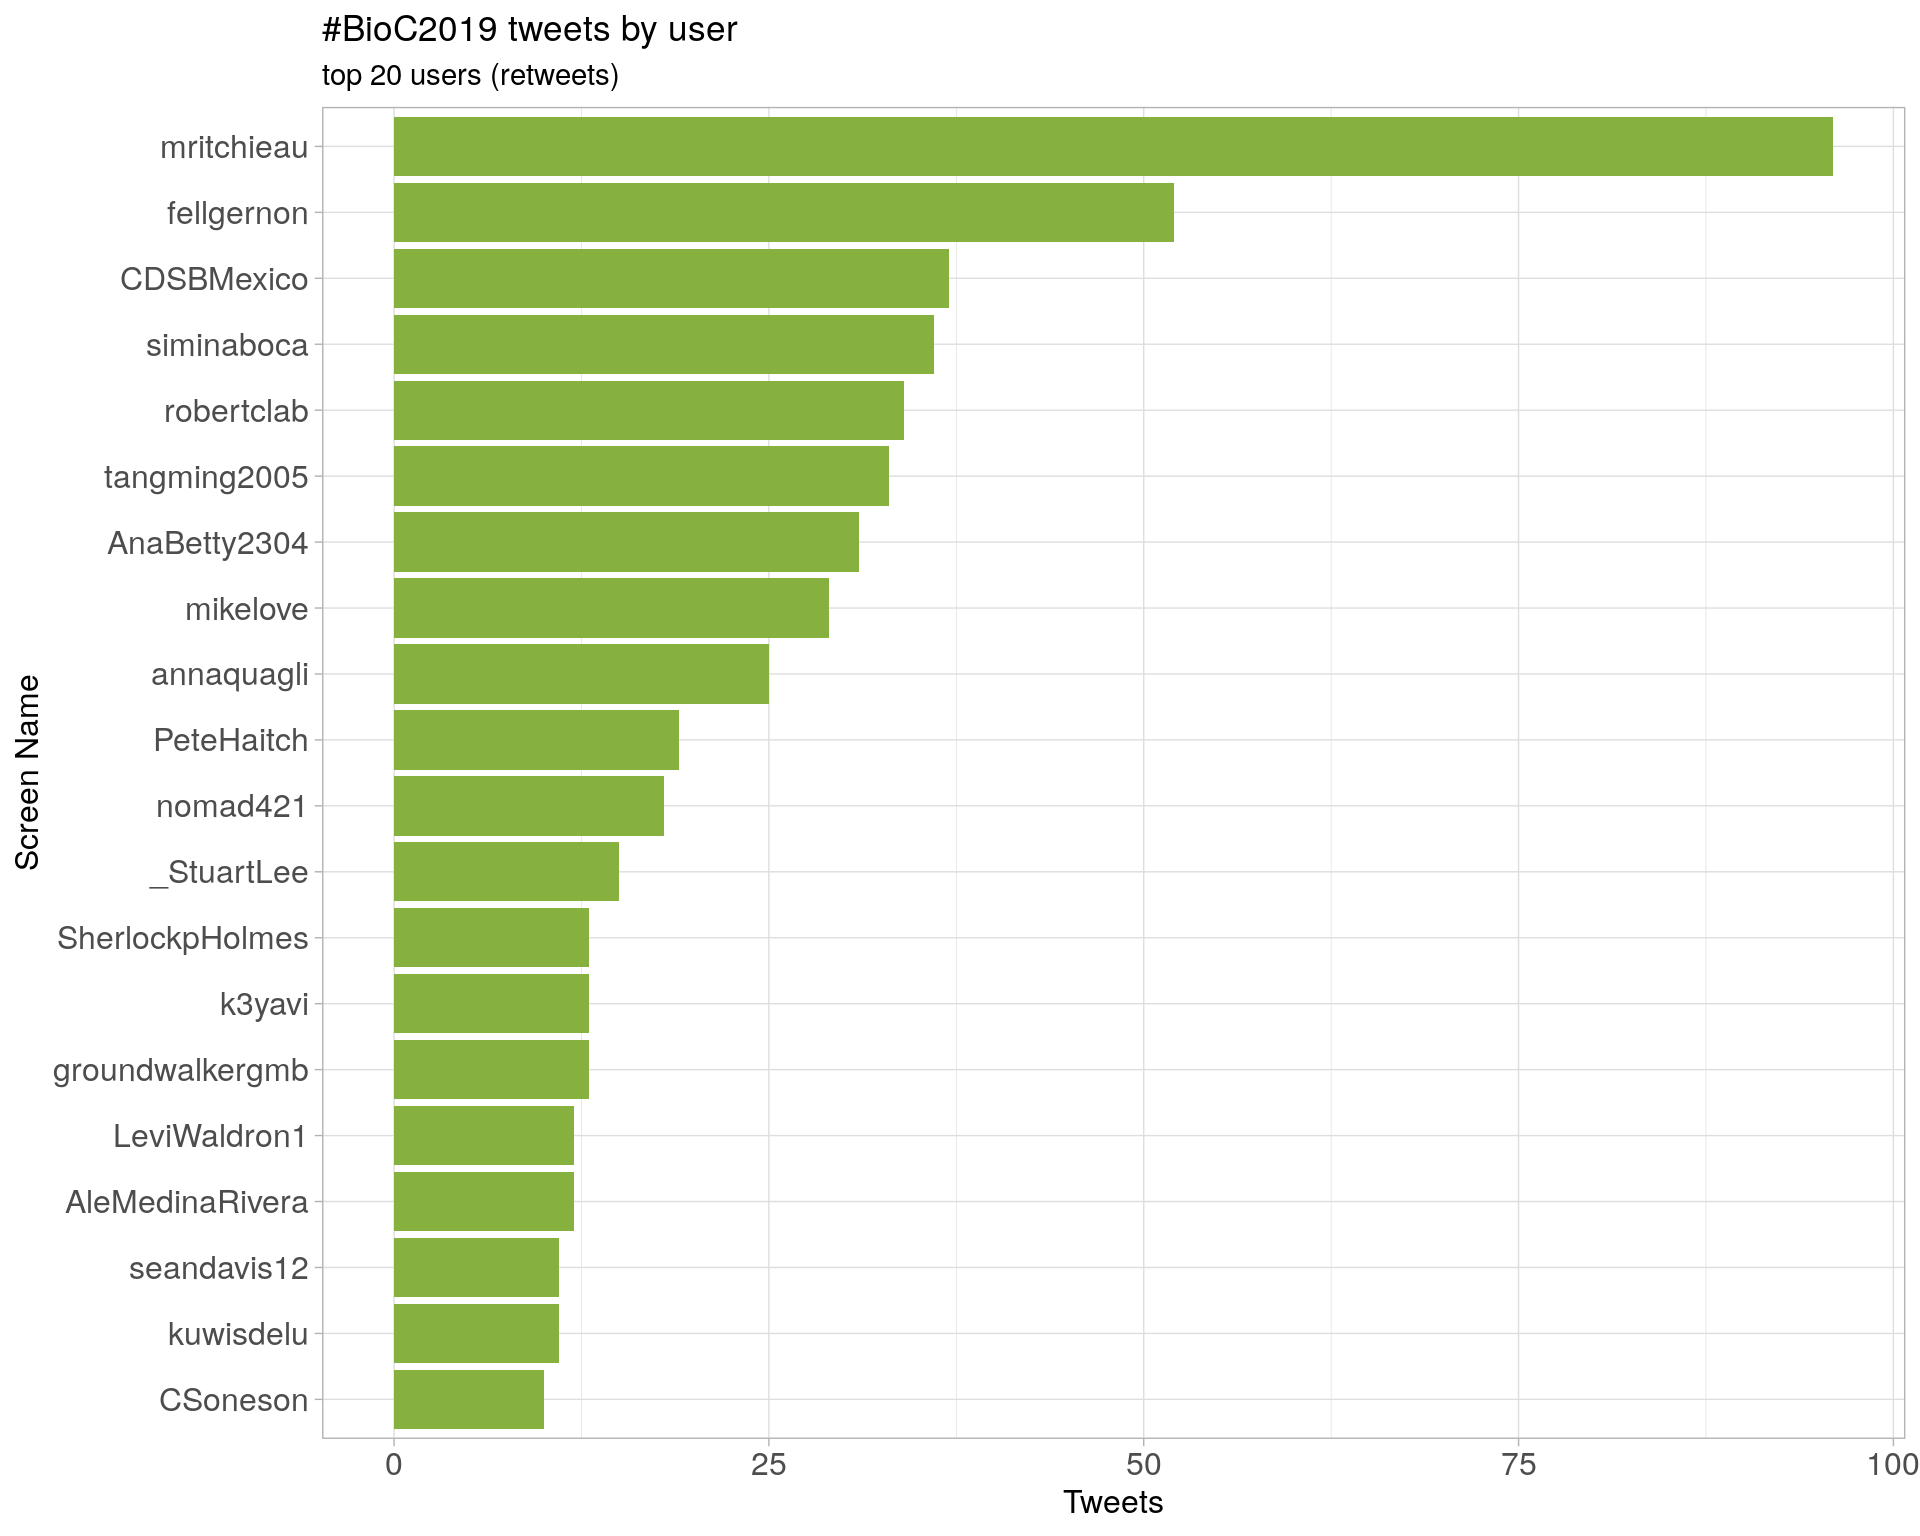 #BioC2019 tweets by user
top 20 users (retweets)
mritchieau
fellgernon
CDSBMexico
siminaboca
robertclab
tangming2005
AnaBetty2304
mikelove
annaquagli
PeteHaitch
nomad421
_StuartLee
SherlockpHolmes
k3yavi
groundwalkergmb
LeviWaldron1
AleMedinaRivera
seandavis12
kuwisdelu
CSoneson
Screen Name
0 25 50 75 100
Tweets